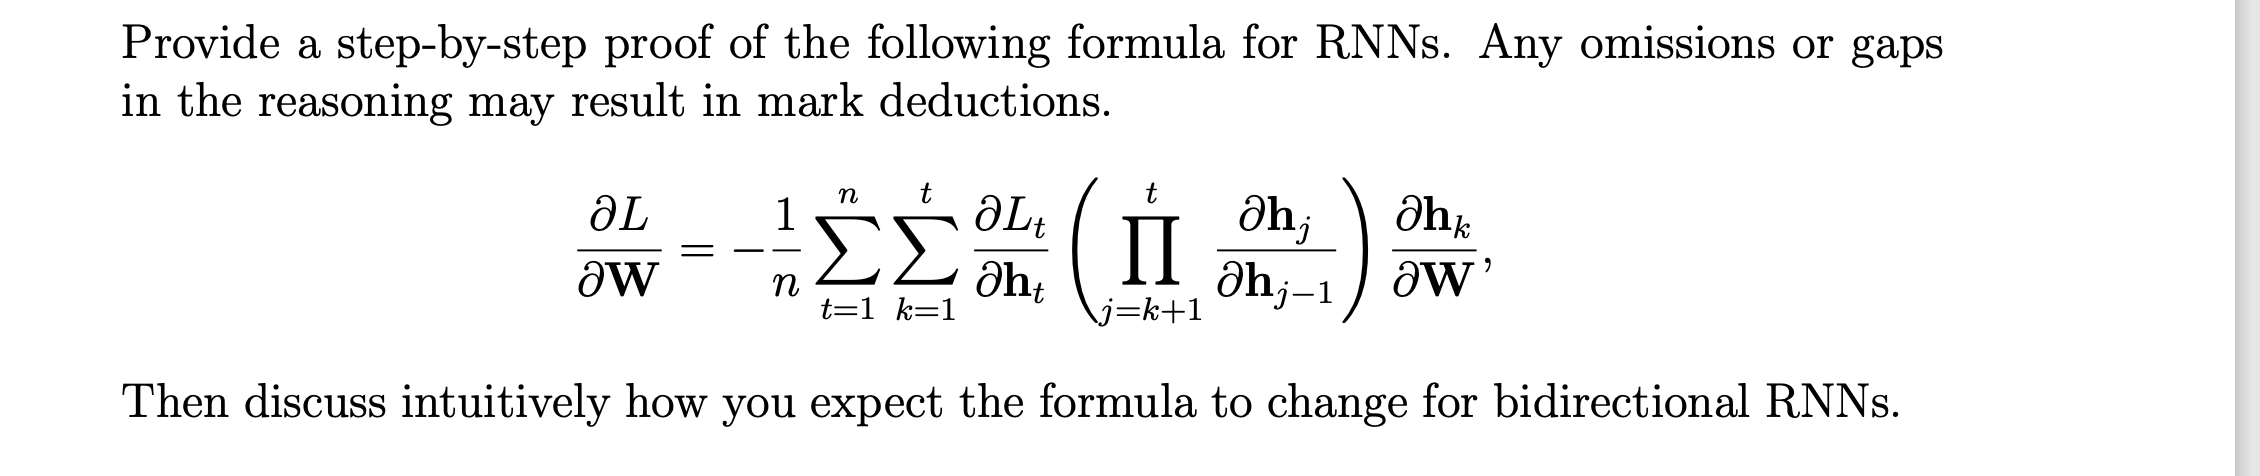 Provide a step-by-step proof of the following formula for RNNs. Any omissions or gaps
in the reasoning may result in mark deductions.
∂L/∂𝐖 = −1/n ∑_{t=1}^{n} ∑_{k=1}^{t} ∂L_t/∂𝐡_t (∏_{j=k+1}^{t} ∂𝐡_j/∂𝐡_{j−1}) ∂𝐡_k/∂𝐖,
Then discuss intuitively how you expect the formula to change for bidirectional RNNs.